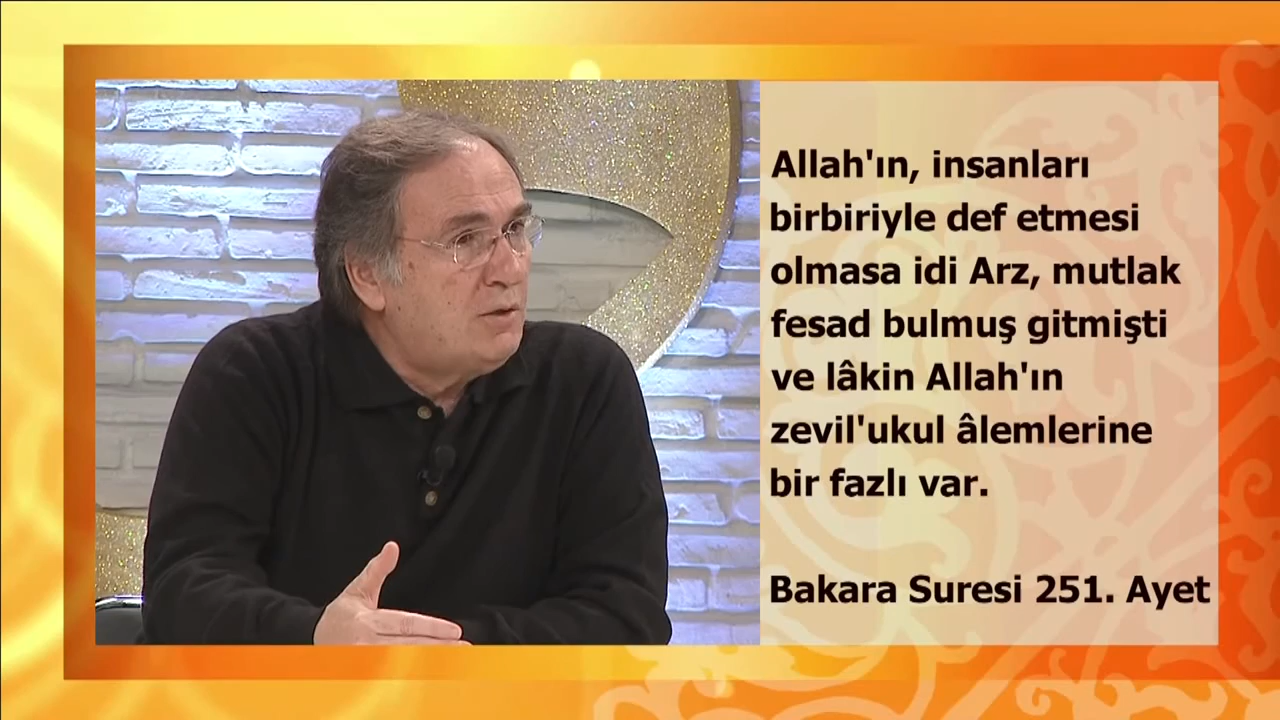 Allah'ın, insanları
birbiriyle def etmesi
olmasa idi Arz, mutlak
fesad bulmuş gitmişti
ve lâkin Allah'ın
zevil'ukul âlemlerine
bir fazlı var.
Bakara Suresi 251. Ayet